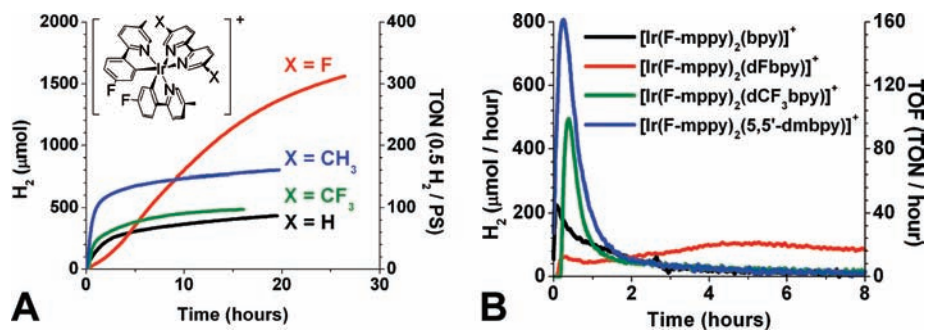 2000
1500
1000
500
0
H₂ (μmol)
0 10 20 30
Time (hours)
400
300
200
100
0
TON (0.5 H₂ / PS)
+
X
N
N
Ir
N
N
X
F
F
X = F
X = CH₃
X = CF₃
X = H
A
800
600
400
200
0
H₂ (μmol / hour)
0 2 4 6 8
Time (hours)
160
120
80
40
0
TOF (TON / hour)
[Ir(F-mppy)₂(bpy)]⁺
[Ir(F-mppy)₂(dFbpy)]⁺
[Ir(F-mppy)₂(dCF₃bpy)]⁺
[Ir(F-mppy)₂(5,5'-dmbpy)]⁺
B